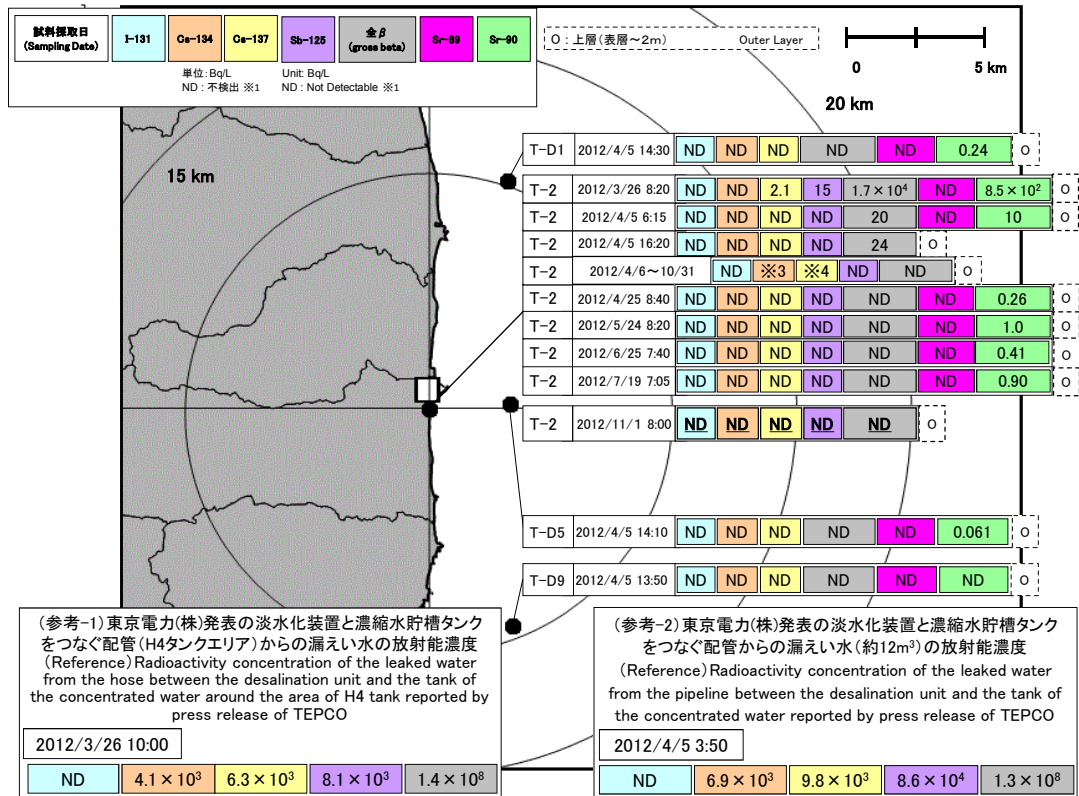 試料採取日 I-131 Cs-134 Cs-137 Sb-125 全β Sr-89 Sr-90
(Sampling Date) (gross beta)
単位:Bq/L Unit: Bq/L
ND : 不検出 ※1 ND : Not Detectable ※1
O : 上層(表層～2m) Outer Layer
0 5 km
20 km
15 km
T-D1 2012/4/5 14:30 ND ND ND ND ND 0.24 O
T-2 2012/3/26 8:20 ND ND 2.1 15 1.7×10⁴ ND 8.5×10² O
T-2 2012/4/5 6:15 ND ND ND ND 20 ND 10 O
T-2 2012/4/5 16:20 ND ND ND ND 24 O
T-2 2012/4/6～10/31 ND ※3 ※4 ND ND O
T-2 2012/4/25 8:40 ND ND ND ND ND ND 0.26 O
T-2 2012/5/24 8:20 ND ND ND ND ND ND 1.0 O
T-2 2012/6/25 7:40 ND ND ND ND ND ND 0.41 O
T-2 2012/7/19 7:05 ND ND ND ND ND ND 0.90 O
T-2 2012/11/1 8:00 ND ND ND ND ND O
T-D5 2012/4/5 14:10 ND ND ND ND ND 0.061 O
T-D9 2012/4/5 13:50 ND ND ND ND ND ND O
(参考-1)東京電力(株)発表の淡水化装置と濃縮水貯槽タンク
をつなぐ配管(H4タンクエリア)からの漏えい水の放射能濃度
(Reference)Radioactivity concentration of the leaked water
from the hose between the desalination unit and the tank of
the concentrated water around the area of H4 tank reported by
press release of TEPCO
2012/3/26 10:00
ND 4.1×10³ 6.3×10³ 8.1×10³ 1.4×10⁸
(参考-2)東京電力(株)発表の淡水化装置と濃縮水貯槽タンク
をつなぐ配管からの漏えい水(約12m³)の放射能濃度
(Reference)Radioactivity concentration of the leaked water
from the pipeline between the desalination unit and the tank of
the concentrated water reported by press release of TEPCO
2012/4/5 3:50
ND 6.9×10³ 9.8×10³ 8.6×10⁴ 1.3×10⁸